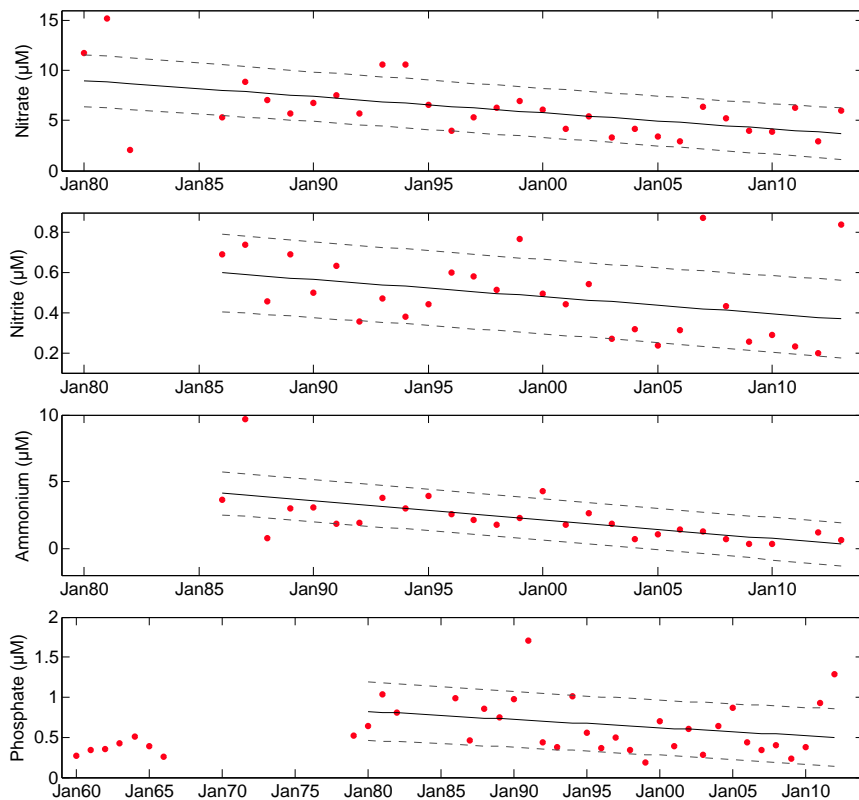 15
10
5
0
Nitrate (µM)
Jan80 Jan85 Jan90 Jan95 Jan00 Jan05 Jan10
0.8
0.6
0.4
0.2
Nitrite (µM)
Jan80 Jan85 Jan90 Jan95 Jan00 Jan05 Jan10
10
5
0
Ammonium (µM)
Jan80 Jan85 Jan90 Jan95 Jan00 Jan05 Jan10
2
1.5
1
0.5
0
Phosphate (µM)
Jan60 Jan65 Jan70 Jan75 Jan80 Jan85 Jan90 Jan95 Jan00 Jan05 Jan10